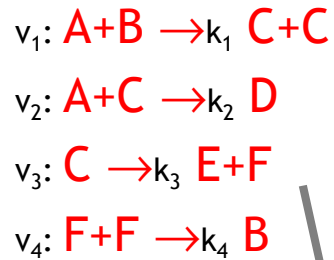 v₁: A+B →k₁ C+C
v₂: A+C →k₂ D
v₃: C →k₃ E+F
v₄: F+F →k₄ B